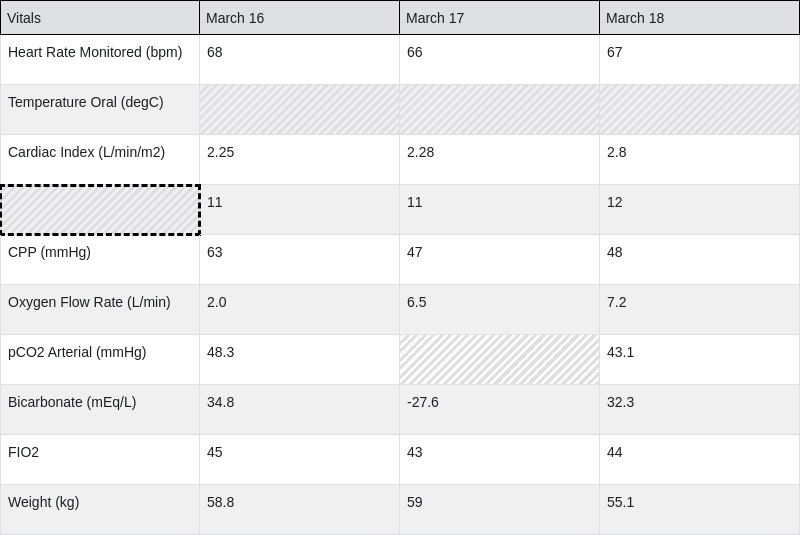 Vitals March 16 March 17 March 18
Heart Rate Monitored (bpm) 68 66 67
Temperature Oral (degC)
Cardiac Index (L/min/m2) 2.25 2.28 2.8
11 11 12
CPP (mmHg) 63 47 48
Oxygen Flow Rate (L/min) 2.0 6.5 7.2
pCO2 Arterial (mmHg) 48.3 43.1
Bicarbonate (mEq/L) 34.8 -27.6 32.3
FIO2 45 43 44
Weight (kg) 58.8 59 55.1